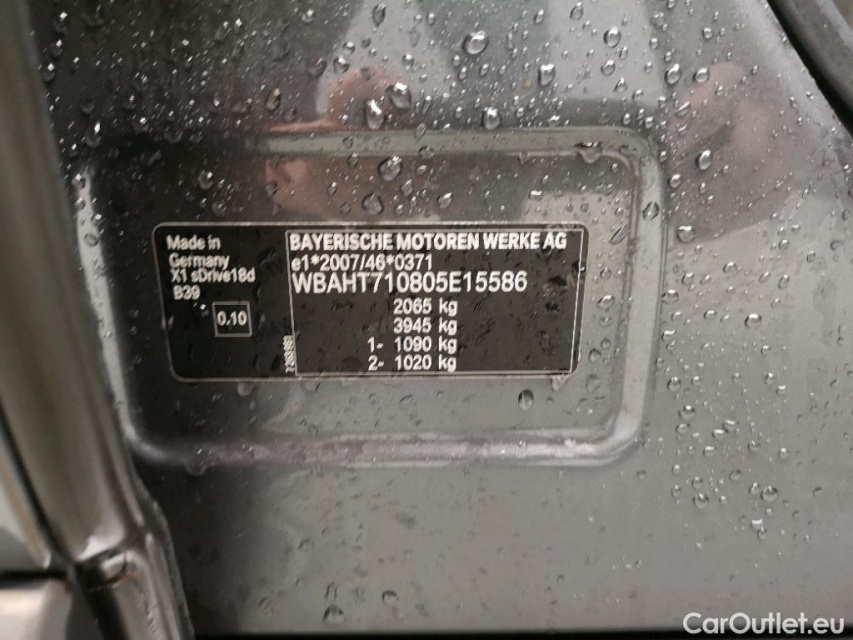 Made in
Germany
X1 sDrive18d
B39
0.10
BAYERISCHE MOTOREN WERKE AG
e1*2007/46*0371
WBAHT710805E15586
2065 kg
3945 kg
1- 1090 kg
2- 1020 kg
CarOutlet.eu